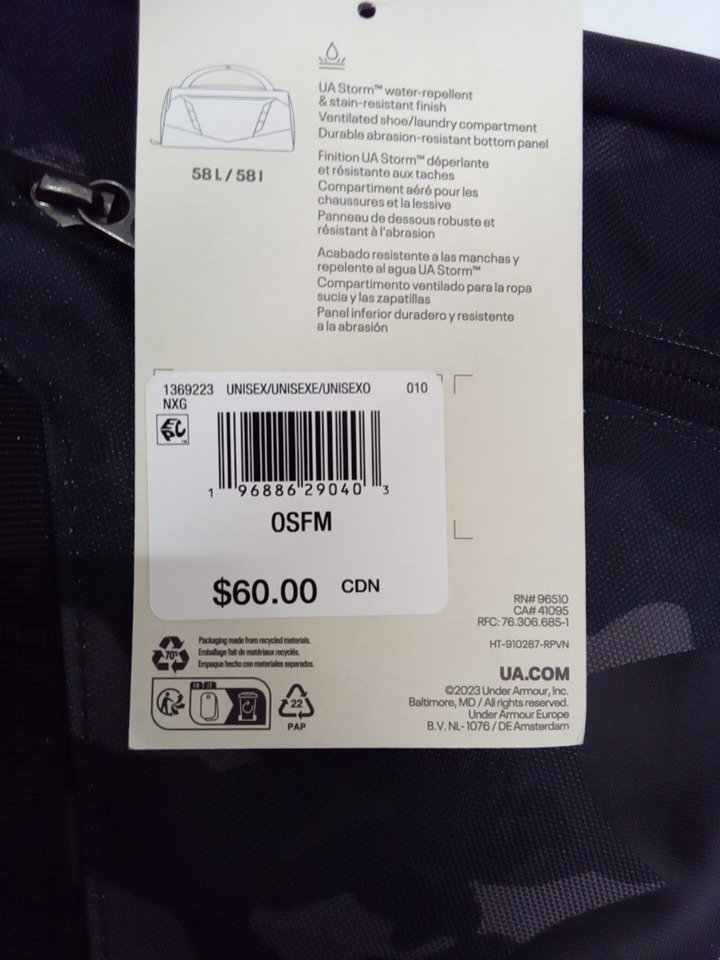 UA Storm™ water-repellent
& stain-resistant finish
Ventilated shoe/laundry compartment
Durable abrasion-resistant bottom panel
58 L / 58 l
Finition UA Storm™ déperlante
et résistante aux taches
Compartiment aéré pour les
chaussures et la lessive
Panneau de dessous robuste et
résistant à l'abrasion
Acabado resistente a las manchas y
repelente al agua UA Storm™
Compartimento ventilado para la ropa
sucia y las zapatillas
Panel inferior duradero y resistente
a la abrasión
1369223 UNISEX/UNISEXE/UNISEXO 010
NXG
EPC
1 96886 29040 3
OSFM
$60.00 CDN
RN# 96510
CA# 41095
RFC: 76.306.685-1
HT-910287-RPVN
70%
Packaging made from recycled materials.
Emballage fait de matériaux recyclés.
Empaque hecho con materiales separados.
22
PAP
UA.COM
©2023 Under Armour, Inc.
Baltimore, MD / All rights reserved.
Under Armour Europe
B.V. NL-1076 / DE Amsterdam